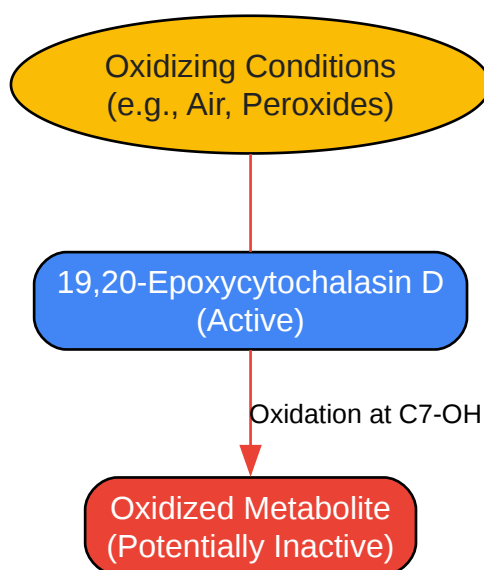 Oxidizing Conditions
(e.g., Air, Peroxides)
19,20-Epoxycytochalasin D
(Active)
Oxidation at C7-OH
Oxidized Metabolite
(Potentially Inactive)